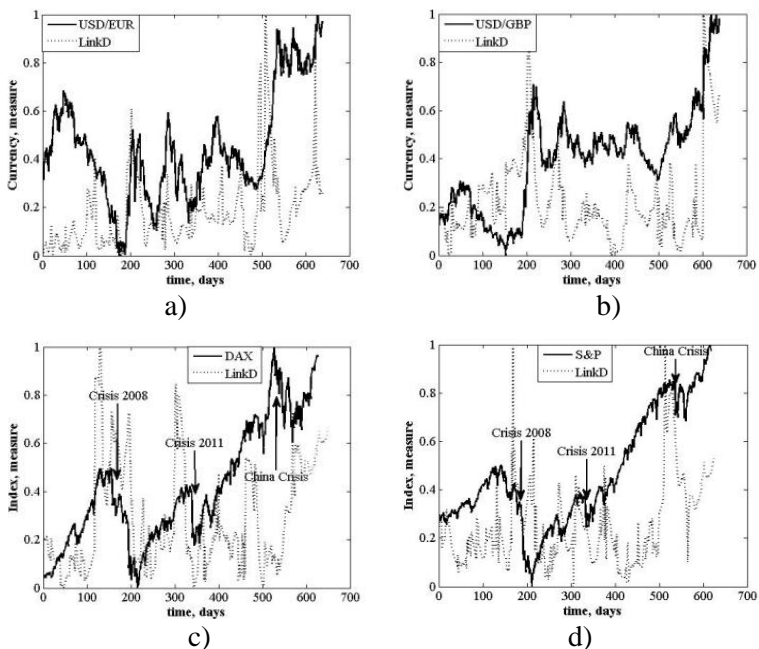 USD/EUR
LinkD
Currency, measure
1
0.8
0.6
0.4
0.2
0
0 100 200 300 400 500 600 700
time, days
a)
USD/GBP
LinkD
Currency, measure
1
0.8
0.6
0.4
0.2
0
0 100 200 300 400 500 600 700
time, days
b)
DAX
LinkD
Crisis 2008
Crisis 2011
China Crisis
Index, measure
1
0.8
0.6
0.4
0.2
0
0 100 200 300 400 500 600 700
time, days
c)
S&P
LinkD
China Crisis
Crisis 2008
Crisis 2011
Index, measure
1
0.8
0.6
0.4
0.2
0
0 100 200 300 400 500 600 700
time, days
d)